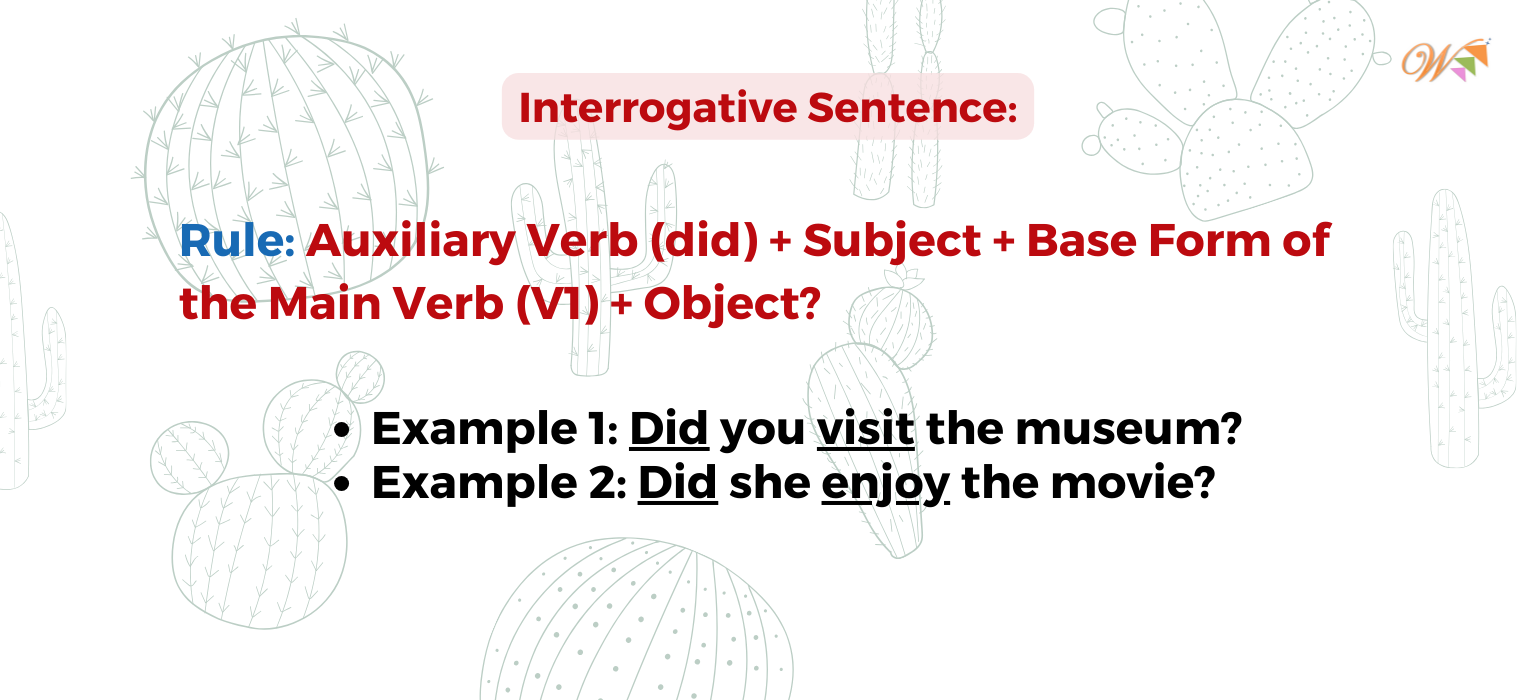 Interrogative Sentence:
Rule: Auxiliary Verb (did) + Subject + Base Form of
the Main Verb (V1) + Object?
• Example 1: Did you visit the museum?
• Example 2: Did she enjoy the movie?
W